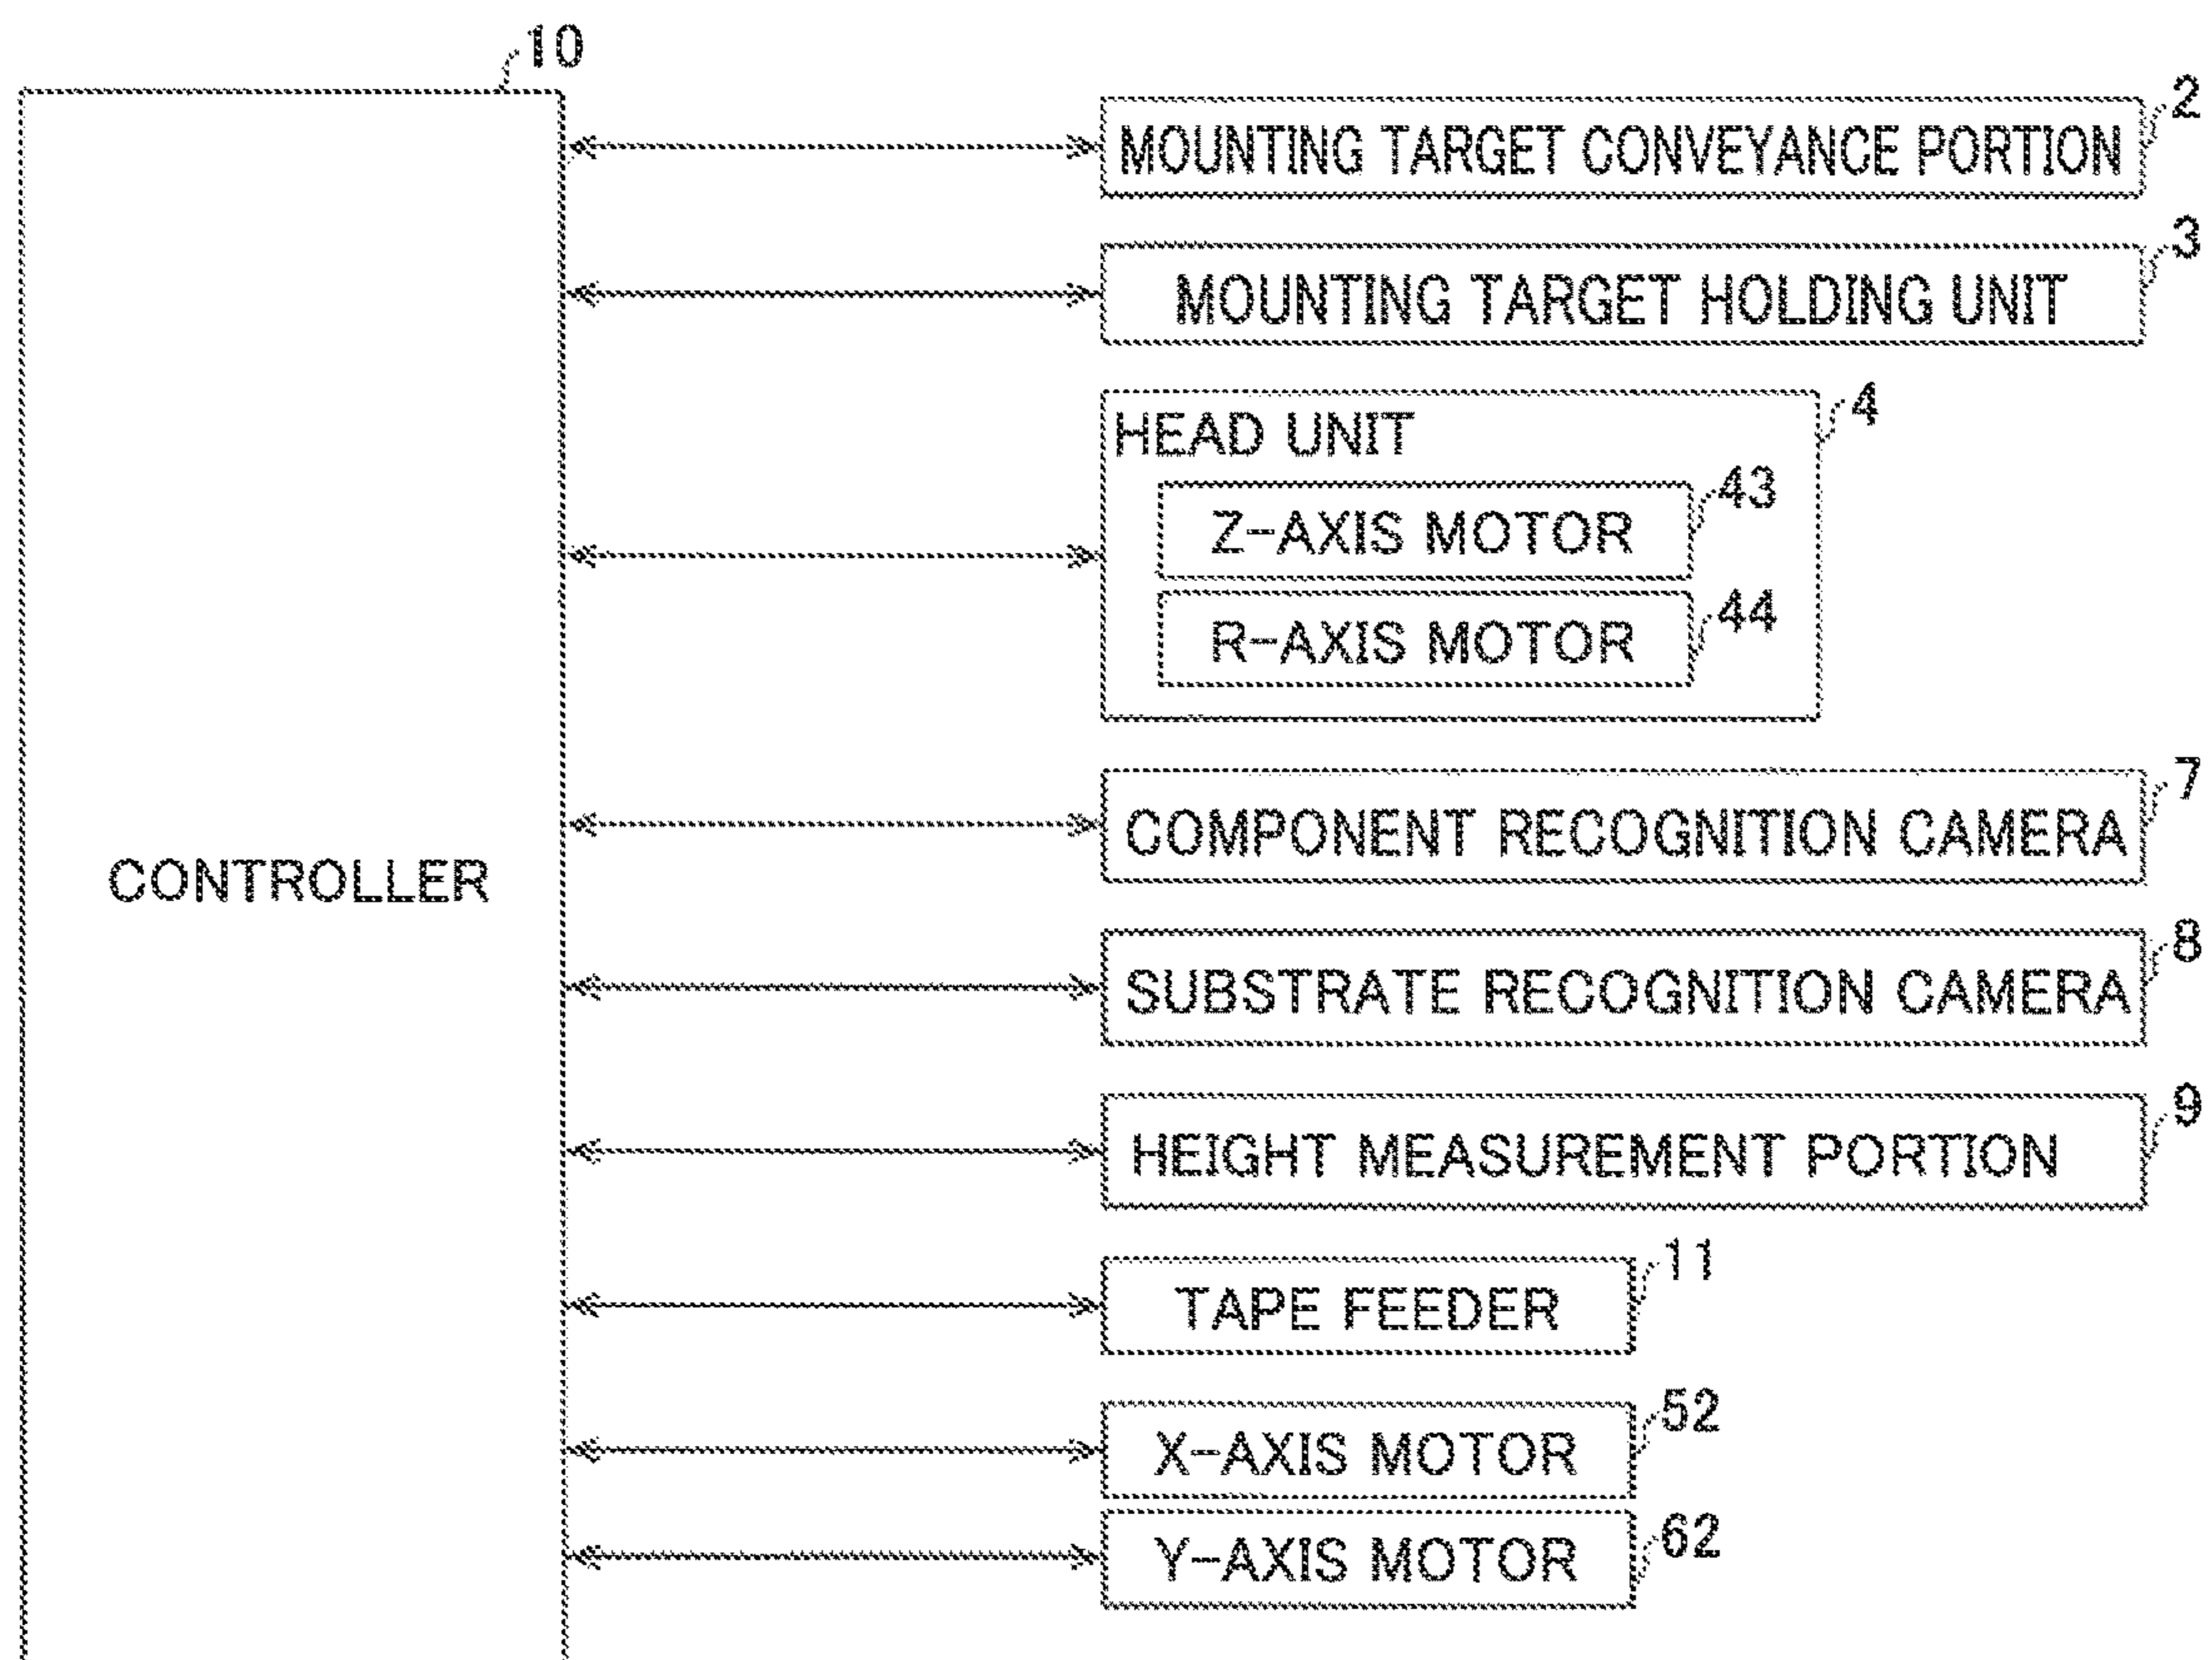 10
2
MOUNTING TARGET CONVEYANCE PORTION
3
MOUNTING TARGET HOLDING UNIT
4
HEAD UNIT
43
Z-AXIS MOTOR
44
R-AXIS MOTOR
7
COMPONENT RECOGNITION CAMERA
CONTROLLER
8
SUBSTRATE RECOGNITION CAMERA
9
HEIGHT MEASUREMENT PORTION
11
TAPE FEEDER
52
X-AXIS MOTOR
62
Y-AXIS MOTOR